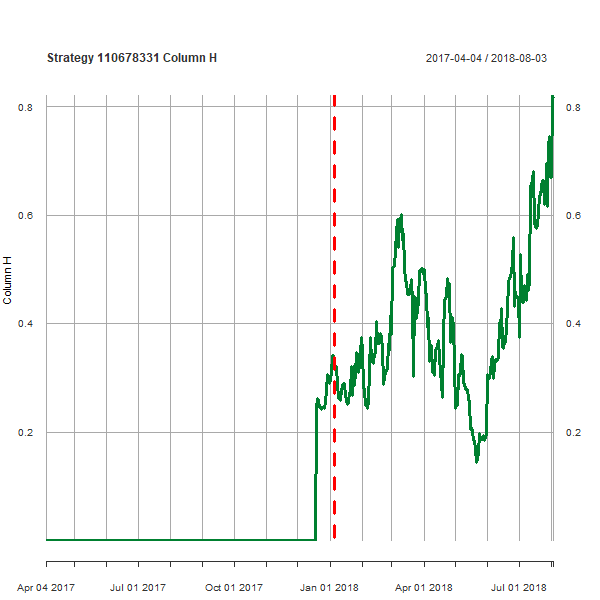 Strategy 110678331 Column H
2017-04-04 / 2018-08-03
0.8 0.8
0.6 0.6
0.4 0.4
0.2 0.2
Column H
Apr 04 2017 Jul 01 2017 Oct 01 2017 Jan 01 2018 Apr 01 2018 Jul 01 2018